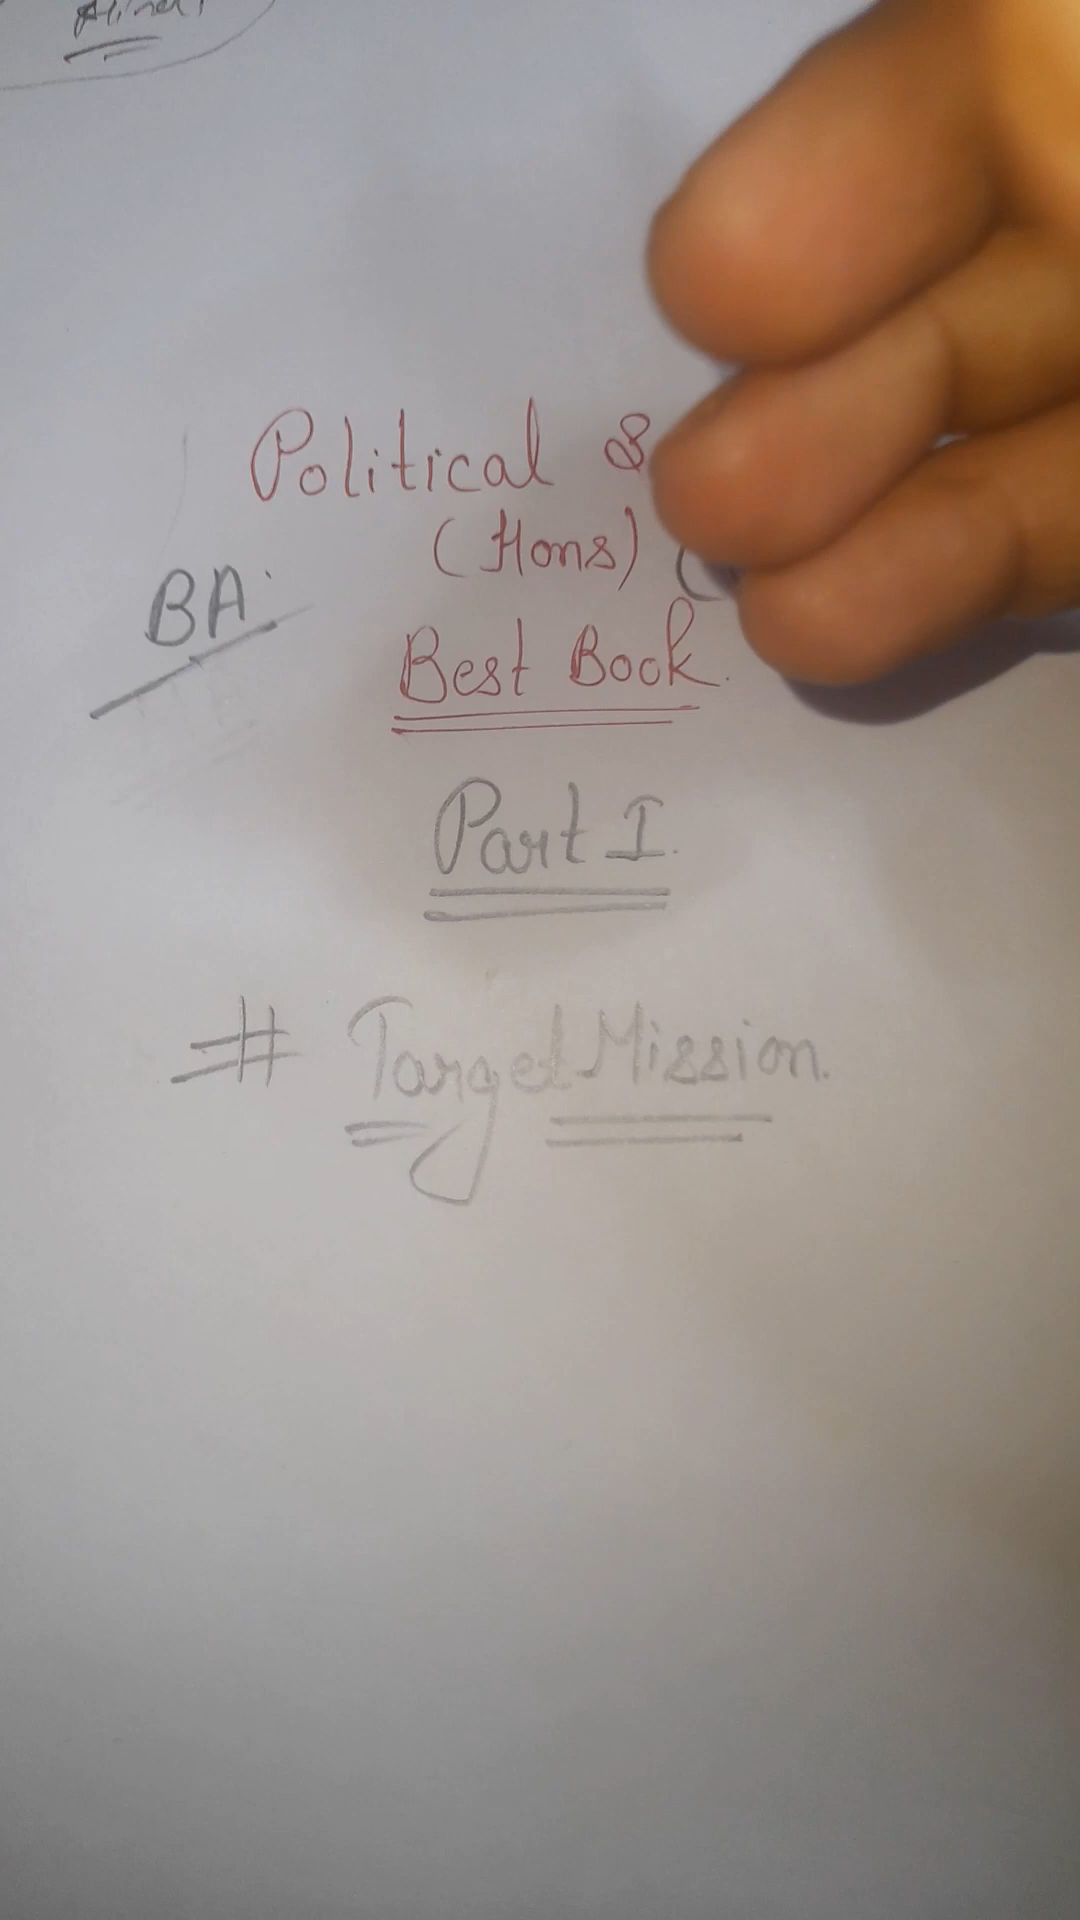 Political
(Hons)
BA.
Best Book.
Part I.
# Target Mission.